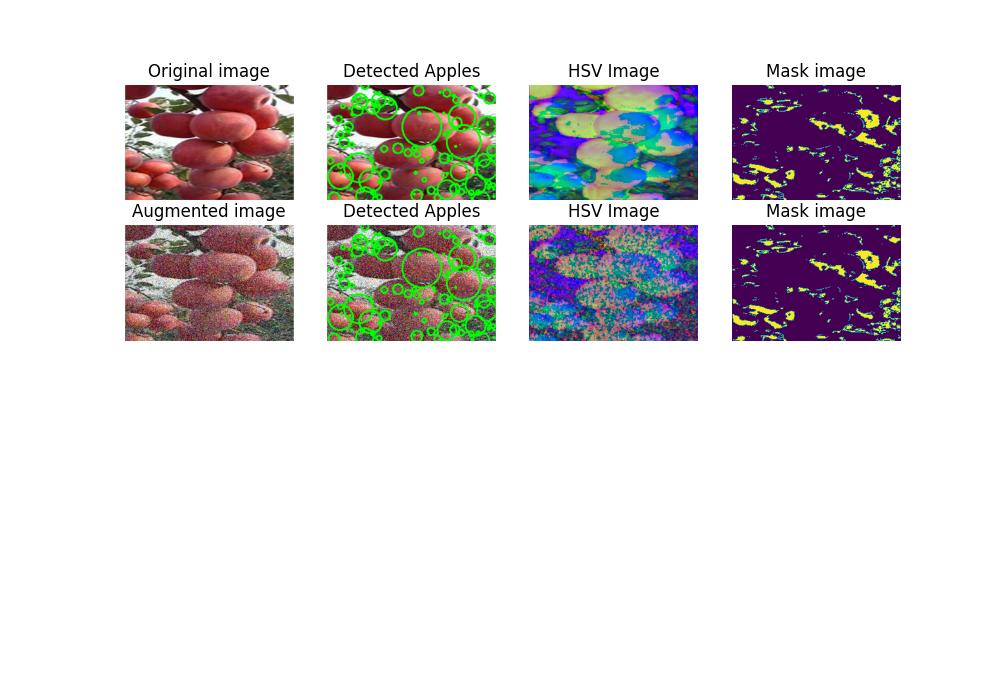 Original image
Detected Apples
HSV Image
Mask image
Augmented image
Detected Apples
HSV Image
Mask image